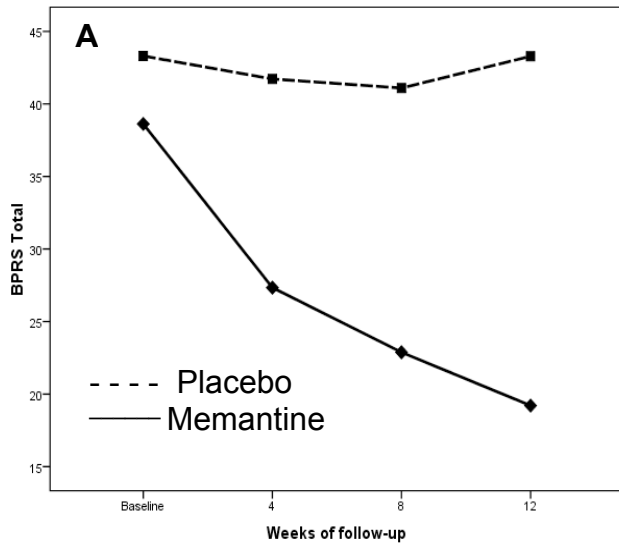 A
45
40
35
30
25
20
15
BPRS Total
Placebo
Memantine
Baseline 4 8 12
Weeks of follow-up